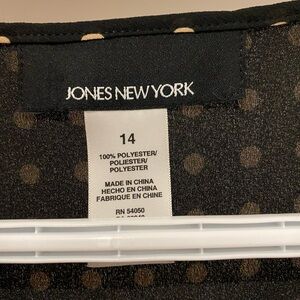 JONES NEW YORK
14
100% POLYESTER/
POLIESTER/
POLYESTER
MADE IN CHINA
HECHO EN CHINA
FABRIQUE EN CHINE
RN 54050